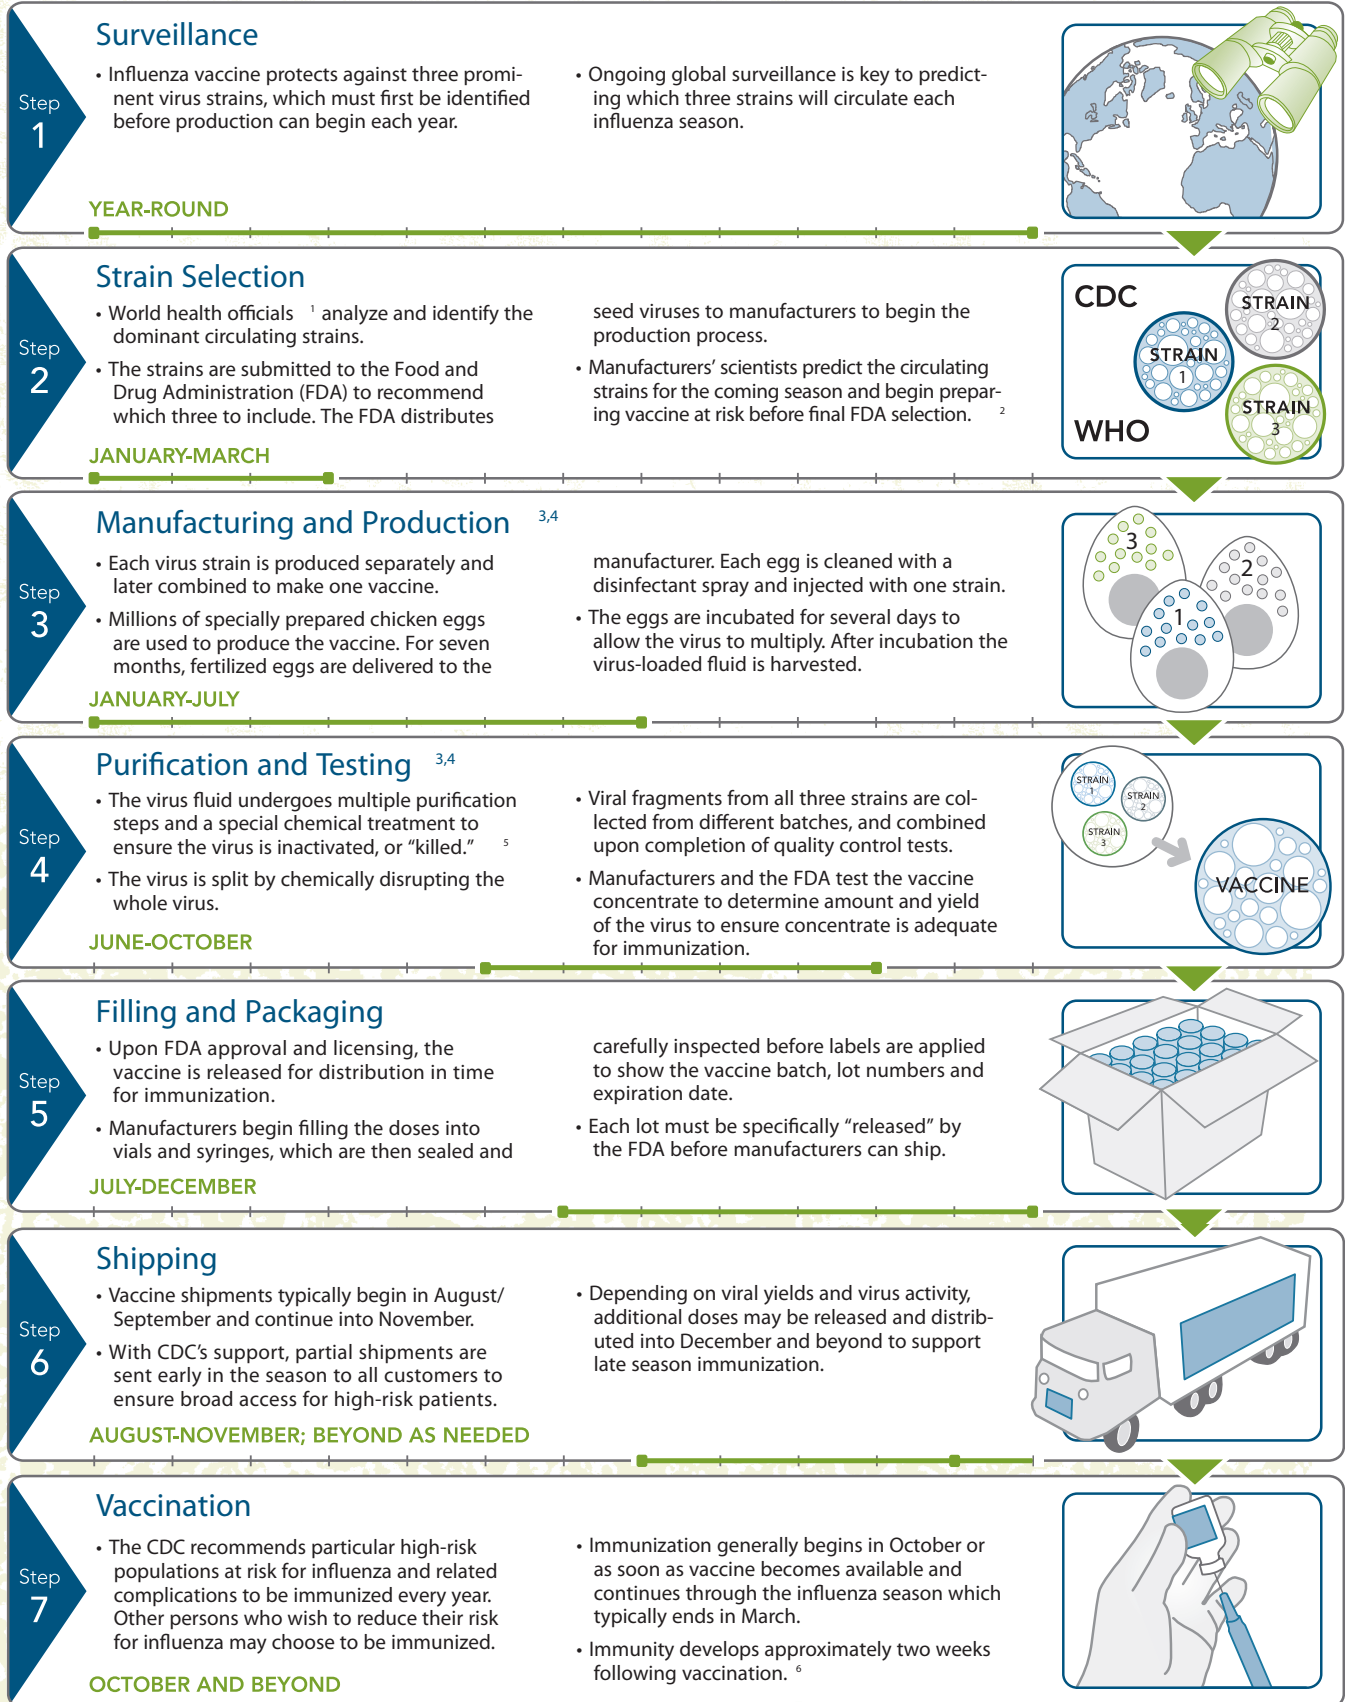 Step
1
Surveillance
• Influenza vaccine protects against three promi-
nent virus strains, which must first be identified
before production can begin each year.
• Ongoing global surveillance is key to predict-
ing which three strains will circulate each
influenza season.
YEAR-ROUND
Step
2
Strain Selection
• World health officials 1 analyze and identify the
dominant circulating strains.
• The strains are submitted to the Food and
Drug Administration (FDA) to recommend
which three to include. The FDA distributes
seed viruses to manufacturers to begin the
production process.
• Manufacturers’ scientists predict the circulating
strains for the coming season and begin prepar-
ing vaccine at risk before final FDA selection. 2
JANUARY-MARCH
CDC
WHO
STRAIN
1
STRAIN
2
STRAIN
3
Step
3
Manufacturing and Production 3,4
• Each virus strain is produced separately and
later combined to make one vaccine.
• Millions of specially prepared chicken eggs
are used to produce the vaccine. For seven
months, fertilized eggs are delivered to the
manufacturer. Each egg is cleaned with a
disinfectant spray and injected with one strain.
• The eggs are incubated for several days to
allow the virus to multiply. After incubation the
virus-loaded fluid is harvested.
JANUARY-JULY
3
2
1
Step
4
Purification and Testing 3,4
• The virus fluid undergoes multiple purification
steps and a special chemical treatment to
ensure the virus is inactivated, or “killed.” 5
• The virus is split by chemically disrupting the
whole virus.
• Viral fragments from all three strains are col-
lected from different batches, and combined
upon completion of quality control tests.
• Manufacturers and the FDA test the vaccine
concentrate to determine amount and yield
of the virus to ensure concentrate is adequate
for immunization.
JUNE-OCTOBER
STRAIN
1
STRAIN
2
STRAIN
3
VACCINE
Step
5
Filling and Packaging
• Upon FDA approval and licensing, the
vaccine is released for distribution in time
for immunization.
• Manufacturers begin filling the doses into
vials and syringes, which are then sealed and
carefully inspected before labels are applied
to show the vaccine batch, lot numbers and
expiration date.
• Each lot must be specifically “released” by
the FDA before manufacturers can ship.
JULY-DECEMBER
Step
6
Shipping
• Vaccine shipments typically begin in August/
September and continue into November.
• With CDC’s support, partial shipments are
sent early in the season to all customers to
ensure broad access for high-risk patients.
• Depending on viral yields and virus activity,
additional doses may be released and distrib-
uted into December and beyond to support
late season immunization.
AUGUST-NOVEMBER; BEYOND AS NEEDED
Step
7
Vaccination
• The CDC recommends particular high-risk
populations at risk for influenza and related
complications to be immunized every year.
Other persons who wish to reduce their risk
for influenza may choose to be immunized.
• Immunization generally begins in October or
as soon as vaccine becomes available and
continues through the influenza season which
typically ends in March.
• Immunity develops approximately two weeks
following vaccination. 6
OCTOBER AND BEYOND